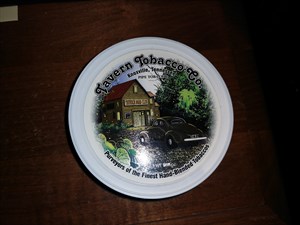 Tavern Tobacco Co.
Knoxville, Tennessee
Purveyors of the Finest Hand-Blended Tobaccos